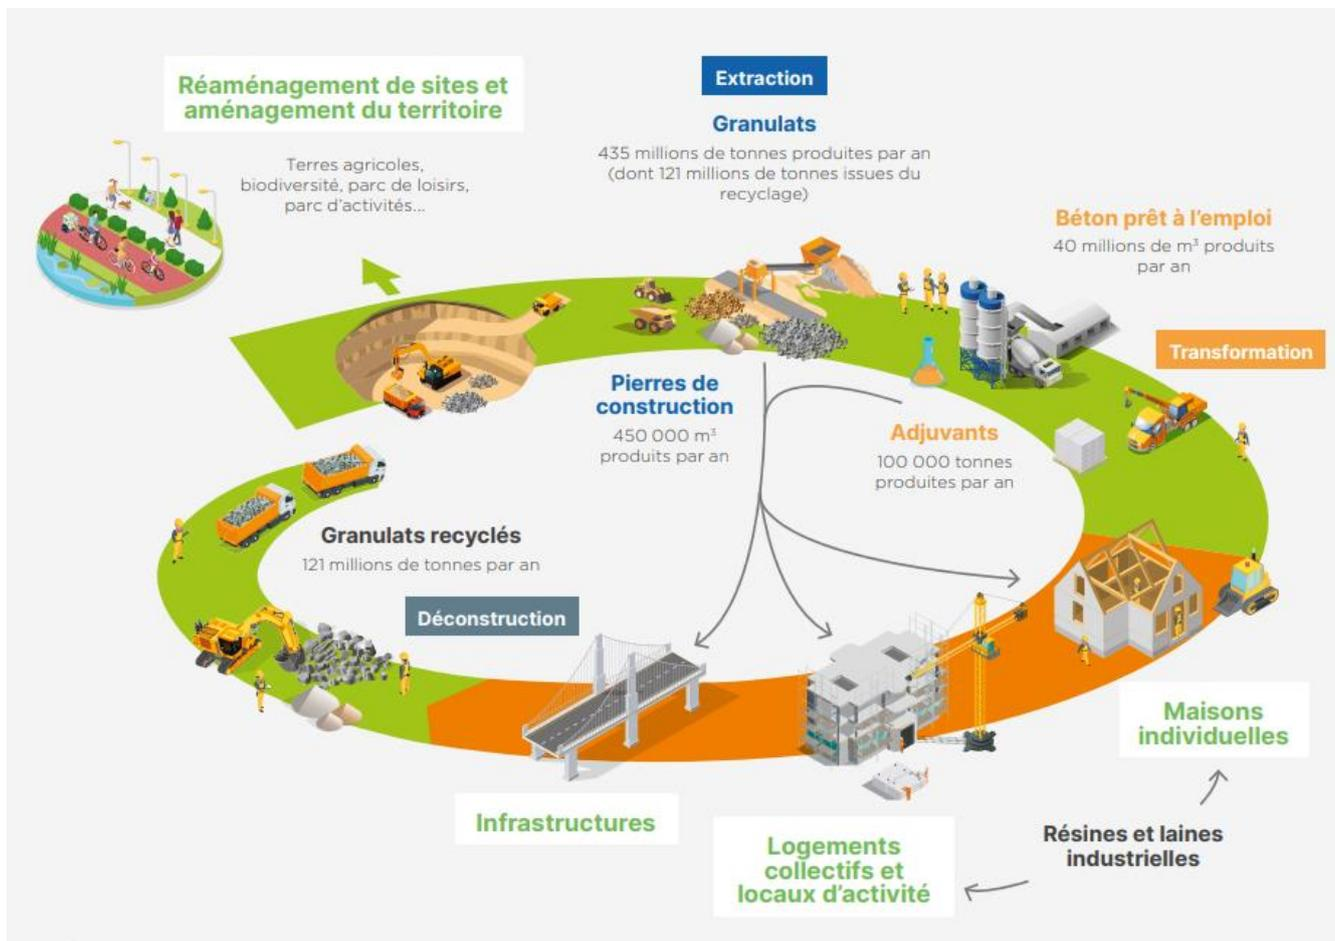 Réaménagement de sites et
aménagement du territoire
Terres agricoles,
biodiversité, parc de loisirs,
parc d'activités...
Extraction
Granulats
435 millions de tonnes produites par an
(dont 121 millions de tonnes issues du
recyclage)
Béton prêt à l'emploi
40 millions de m³ produits
par an
Transformation
Pierres de
construction
450 000 m³
produits par an
Adjuvants
100 000 tonnes
produites par an
Granulats recyclés
121 millions de tonnes par an
Déconstruction
Infrastructures
Logements
collectifs et
locaux d'activité
Maisons
individuelles
Résines et laines
industrielles